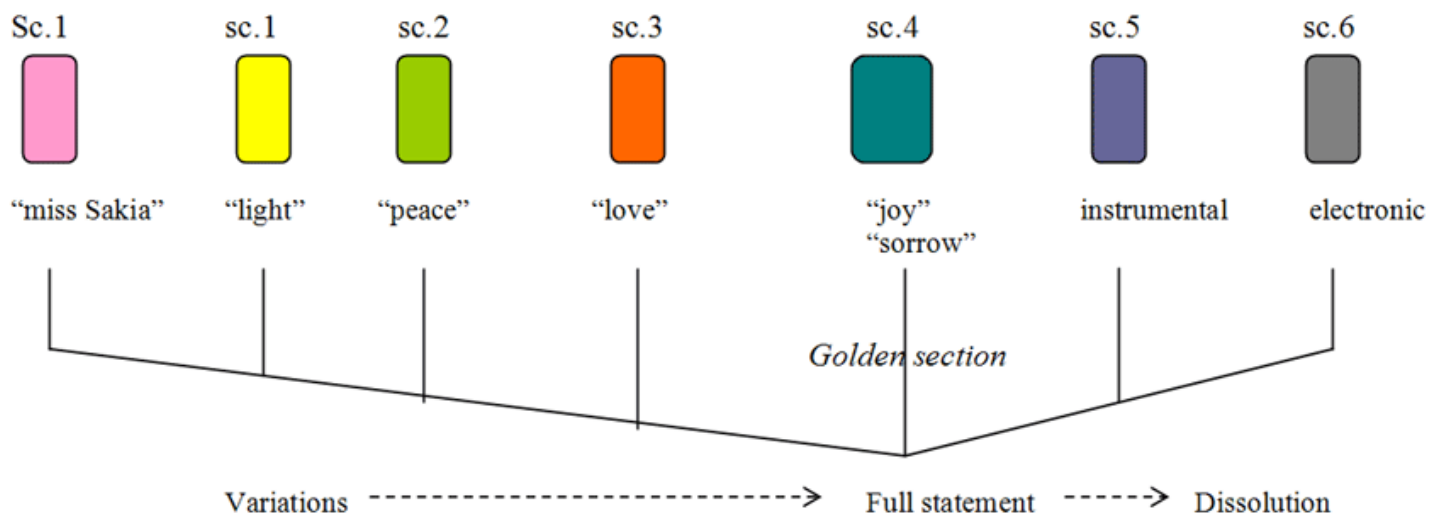 Sc.1 sc.1 sc.2 sc.3 sc.4 sc.5 sc.6
“miss Sakia” “light” “peace” “love” “joy” instrumental electronic
“sorrow”
Golden section
Variations Full statement Dissolution